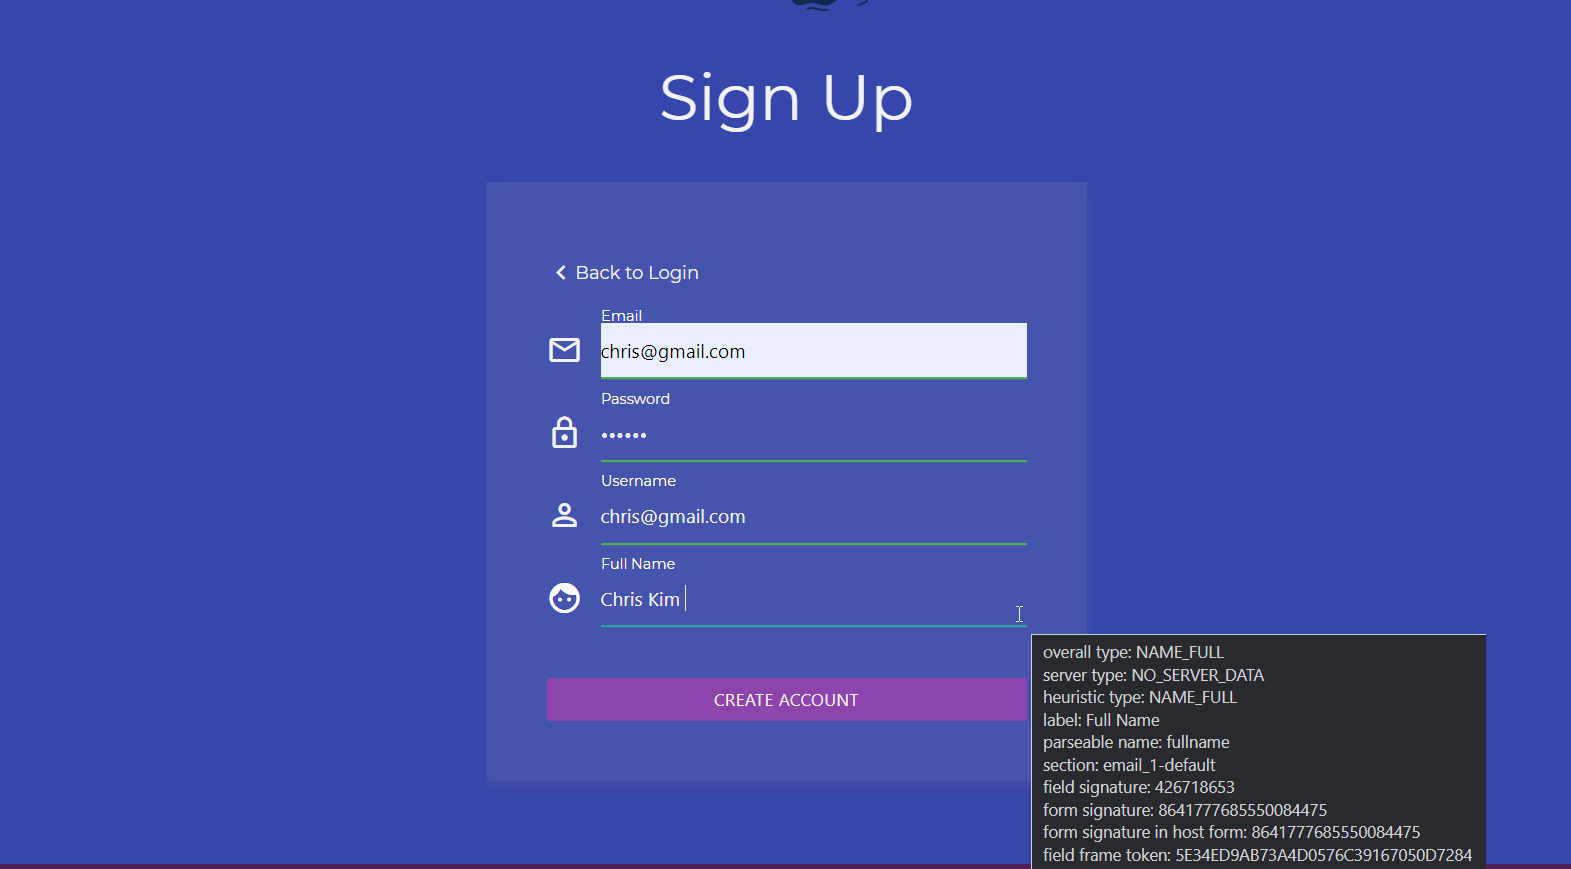 Sign Up
Back to Login
Email
chris@gmail.com
Password
••••••
Username
chris@gmail.com
Full Name
Chris Kim
CREATE ACCOUNT
overall type: NAME_FULL
server type: NO_SERVER_DATA
heuristic type: NAME_FULL
label: Full Name
parseable name: fullname
section: email_1-default
field signature: 426718653
form signature: 8641777685550084475
form signature in host form: 8641777685550084475
field frame token: 5E34ED9AB73A4D0576C39167050D7284